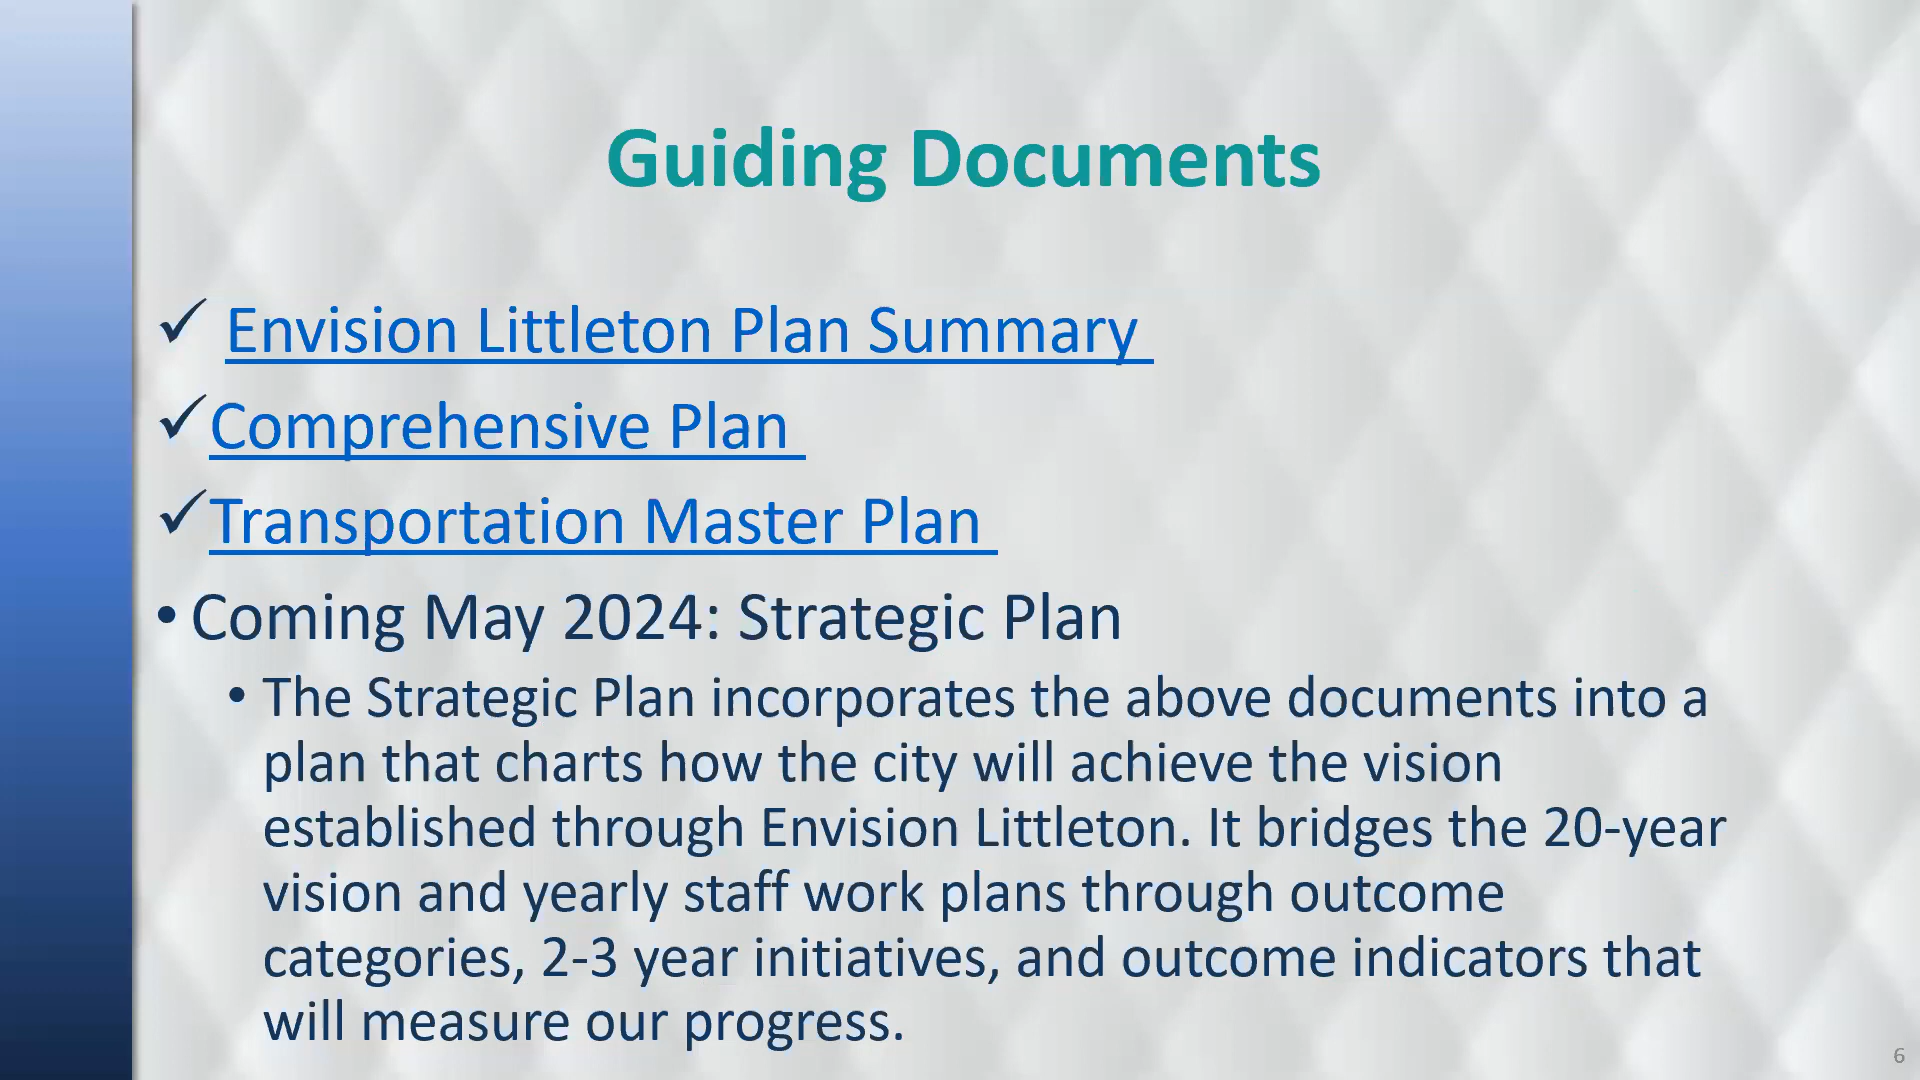 Guiding Documents
✓ Envision Littleton Plan Summary
✓Comprehensive Plan
✓Transportation Master Plan
• Coming May 2024: Strategic Plan
• The Strategic Plan incorporates the above documents into a
plan that charts how the city will achieve the vision
established through Envision Littleton. It bridges the 20-year
vision and yearly staff work plans through outcome
categories, 2-3 year initiatives, and outcome indicators that
will measure our progress.
6